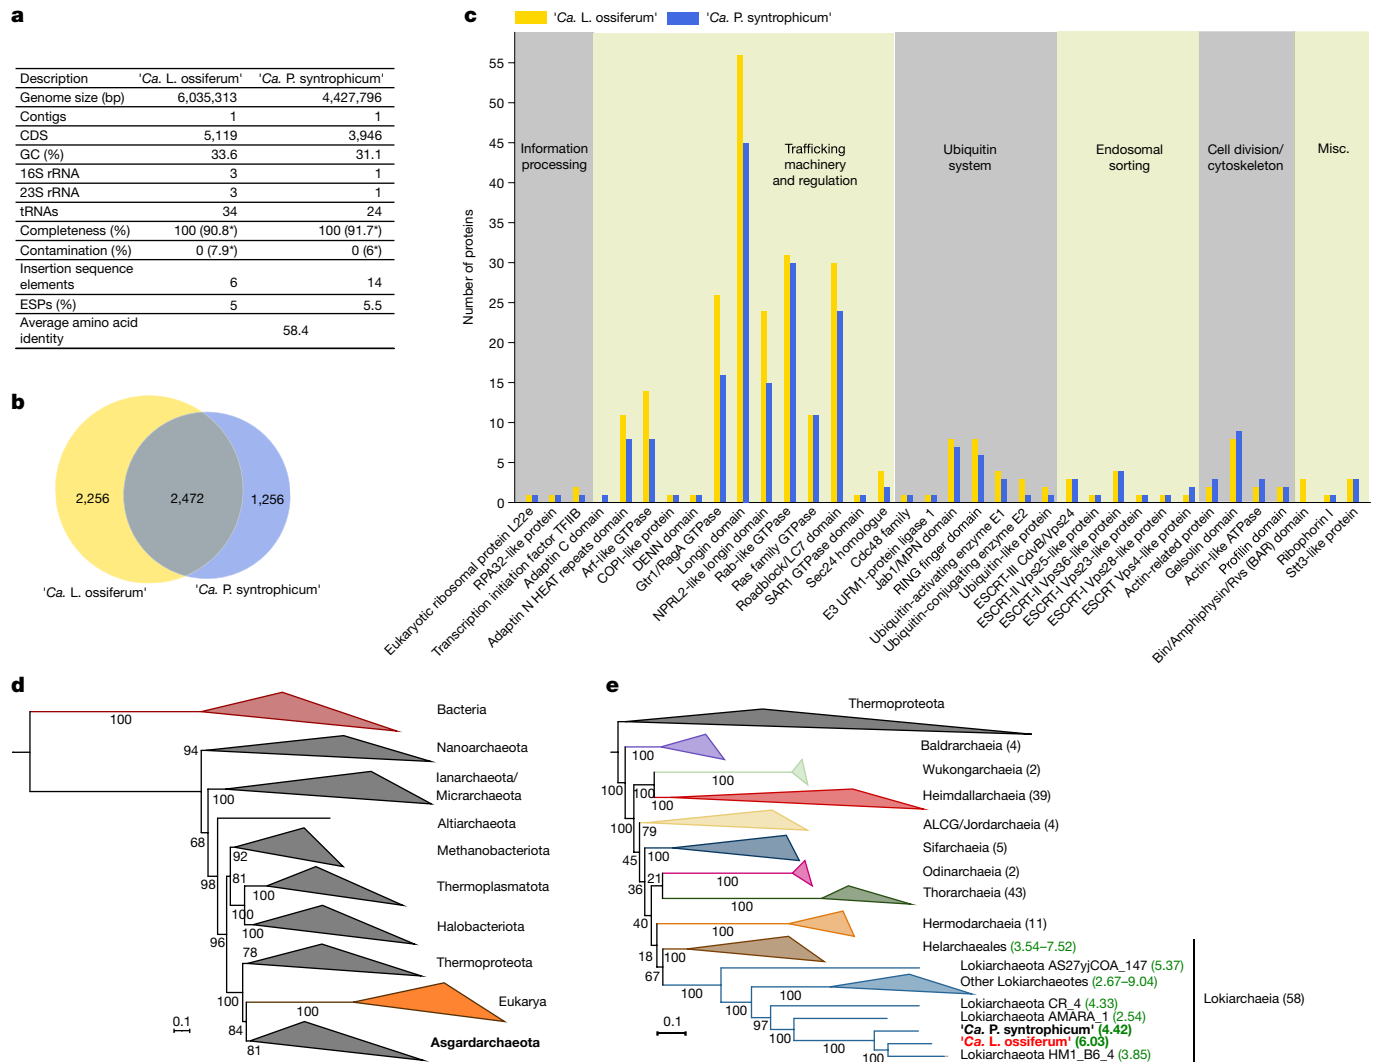 a
Description 'Ca. L. ossiferum' 'Ca. P. syntrophicum'
Genome size (bp) 6,035,313 4,427,796
Contigs 1 1
CDS 5,119 3,946
GC (%) 33.6 31.1
16S rRNA 3 1
23S rRNA 3 1
tRNAs 34 24
Completeness (%) 100 (90.8*) 100 (91.7*)
Contamination (%) 0 (7.9*) 0 (6*)
Insertion sequence
elements 6 14
ESPs (%) 5 5.5
Average amino acid
identity 58.4
b
2,256 2,472 1,256
'Ca. L. ossiferum' 'Ca. P. syntrophicum'
c
'Ca. L. ossiferum' 'Ca. P. syntrophicum'
Number of proteins
55
50
45
40
35
30
25
20
15
10
5
0
Information
processing
Trafficking
machinery
and regulation
Ubiquitin
system
Endosomal
sorting
Cell division/
cytoskeleton
Misc.
Eukaryotic ribosomal protein L22e
RPA32-like protein
Transcription initiation factor TFIIB
Adaptin C domain
Adaptin N HEAT repeats domain
Arf-like GTPase
COPI-like protein
DENN domain
Gtr1/RagA GTPase
Longin domain
NPRL2-like longin domain
Rab-like GTPase
Ras family GTPase
Roadblock/LC7 domain
SAR1 GTPase domain
Sec24 homologue
Cdc48 family
E3 UFM1-protein ligase 1
Jab1/MPN domain
RING finger domain
Ubiquitin-activating enzyme E1
Ubiquitin-conjugating enzyme E2
Ubiquitin-like protein
ESCRT-III CdvB/Vps24
ESCRT-II Vps25-like protein
ESCRT-II Vps36-like protein
ESCRT-I Vps23-like protein
ESCRT-I Vps28-like protein
ESCRT Vps4-like protein
Actin-related protein
Gelsolin domain
Actin-like ATPase
Profilin domain
Bin/Amphiphysin/Rvs (BAR) domain
Ribophorin I
Stt3-like protein
d
100 Bacteria
94 Nanoarchaeota
100 Ianarchaeota/
Micrarchaeota
68 Altiarchaeota
92 Methanobacteriota
98 81 100 Thermoplasmatota
100 100 Halobacteriota
96 78 Thermoproteota
100 100 Eukarya
84 81 Asgardarchaeota
0.1
e
Thermoproteota
100 Baldrarchaeia (4)
100 Wukongarchaeia (2)
100 100 100 Heimdallarchaeia (39)
100 79 ALCG/Jordarchaeia (4)
45 100 Sifarchaeia (5)
36 21 100 Odinarchaeia (2)
100 Thorarchaeia (43)
40 100 Hermodarchaeia (11)
18 100 Helarchaeales (3.54–7.52)
67 Lokiarchaeota AS27yjCOA_147 (5.37)
100 100 Other Lokiarchaeotes (2.67–9.04)
100 Lokiarchaeota CR_4 (4.33)
97 Lokiarchaeota AMARA_1 (2.54)
100 'Ca. P. syntrophicum' (4.42)
'Ca. L. ossiferum' (6.03)
100 Lokiarchaeota HM1_B6_4 (3.85)
Lokiarchaeia (58)
0.1